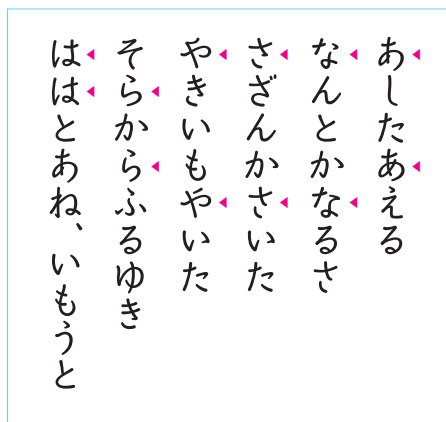 あしたあえる
なんとかなるさ
さざんかさいた
やきいもやいた
そらからふるゆき
ははとあね、いもうと